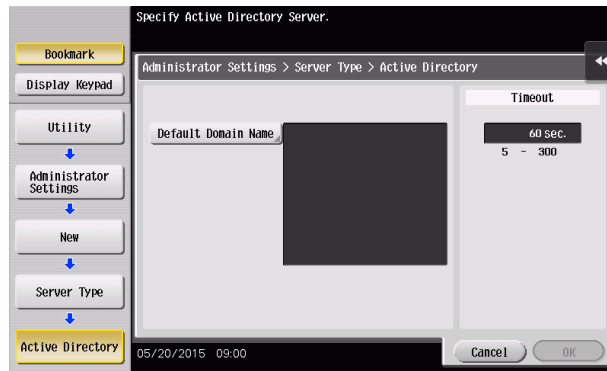 Specify Active Directory Server.
Bookmark
Display Keypad
Utility
Administrator
Settings
New
Server Type
Active Directory
Administrator Settings > Server Type > Active Directory
Default Domain Name
Timeout
60 sec.
5 - 300
05/20/2015 09:00
Cancel
OK